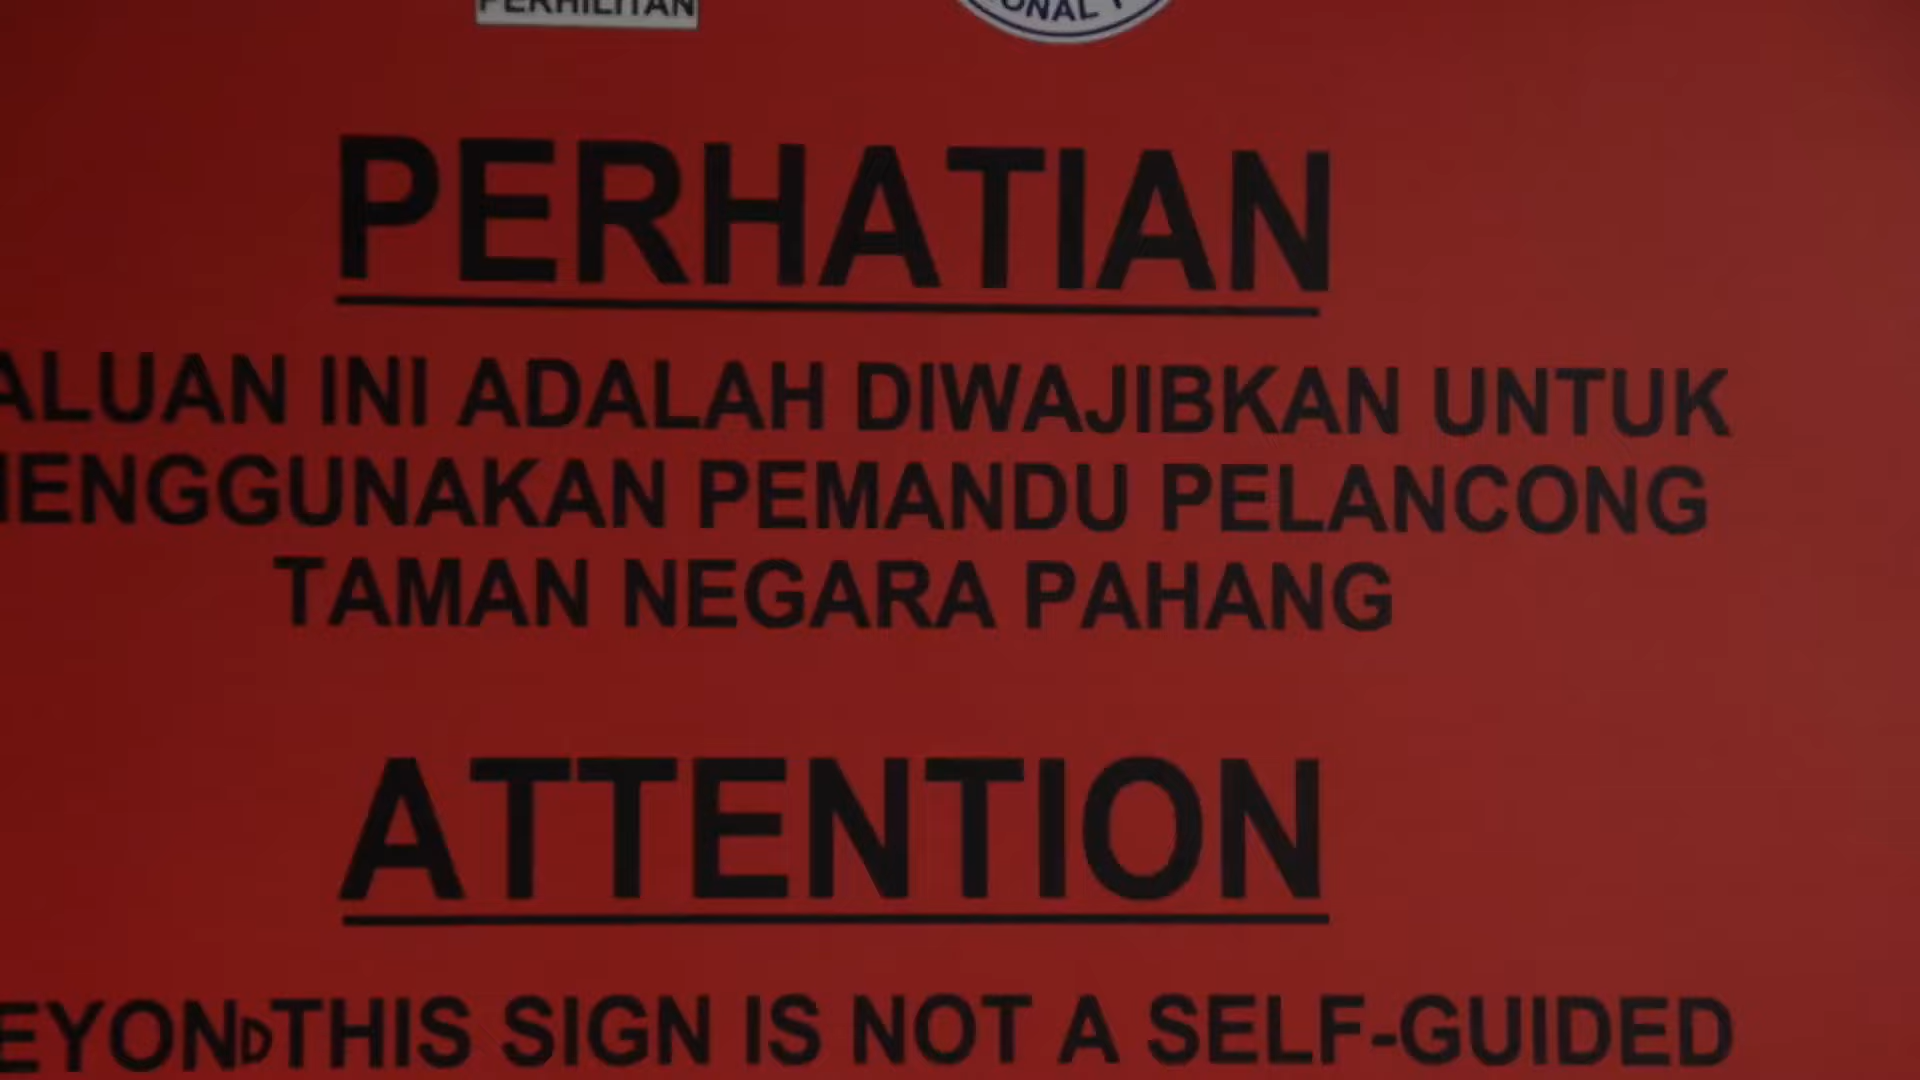 PERHILITAN
PERHATIAN
ALUAN INI ADALAH DIWAJIBKAN UNTUK
MENGGUNAKAN PEMANDU PELANCONG
TAMAN NEGARA PAHANG
ATTENTION
EYOND THIS SIGN IS NOT A SELF-GUIDED